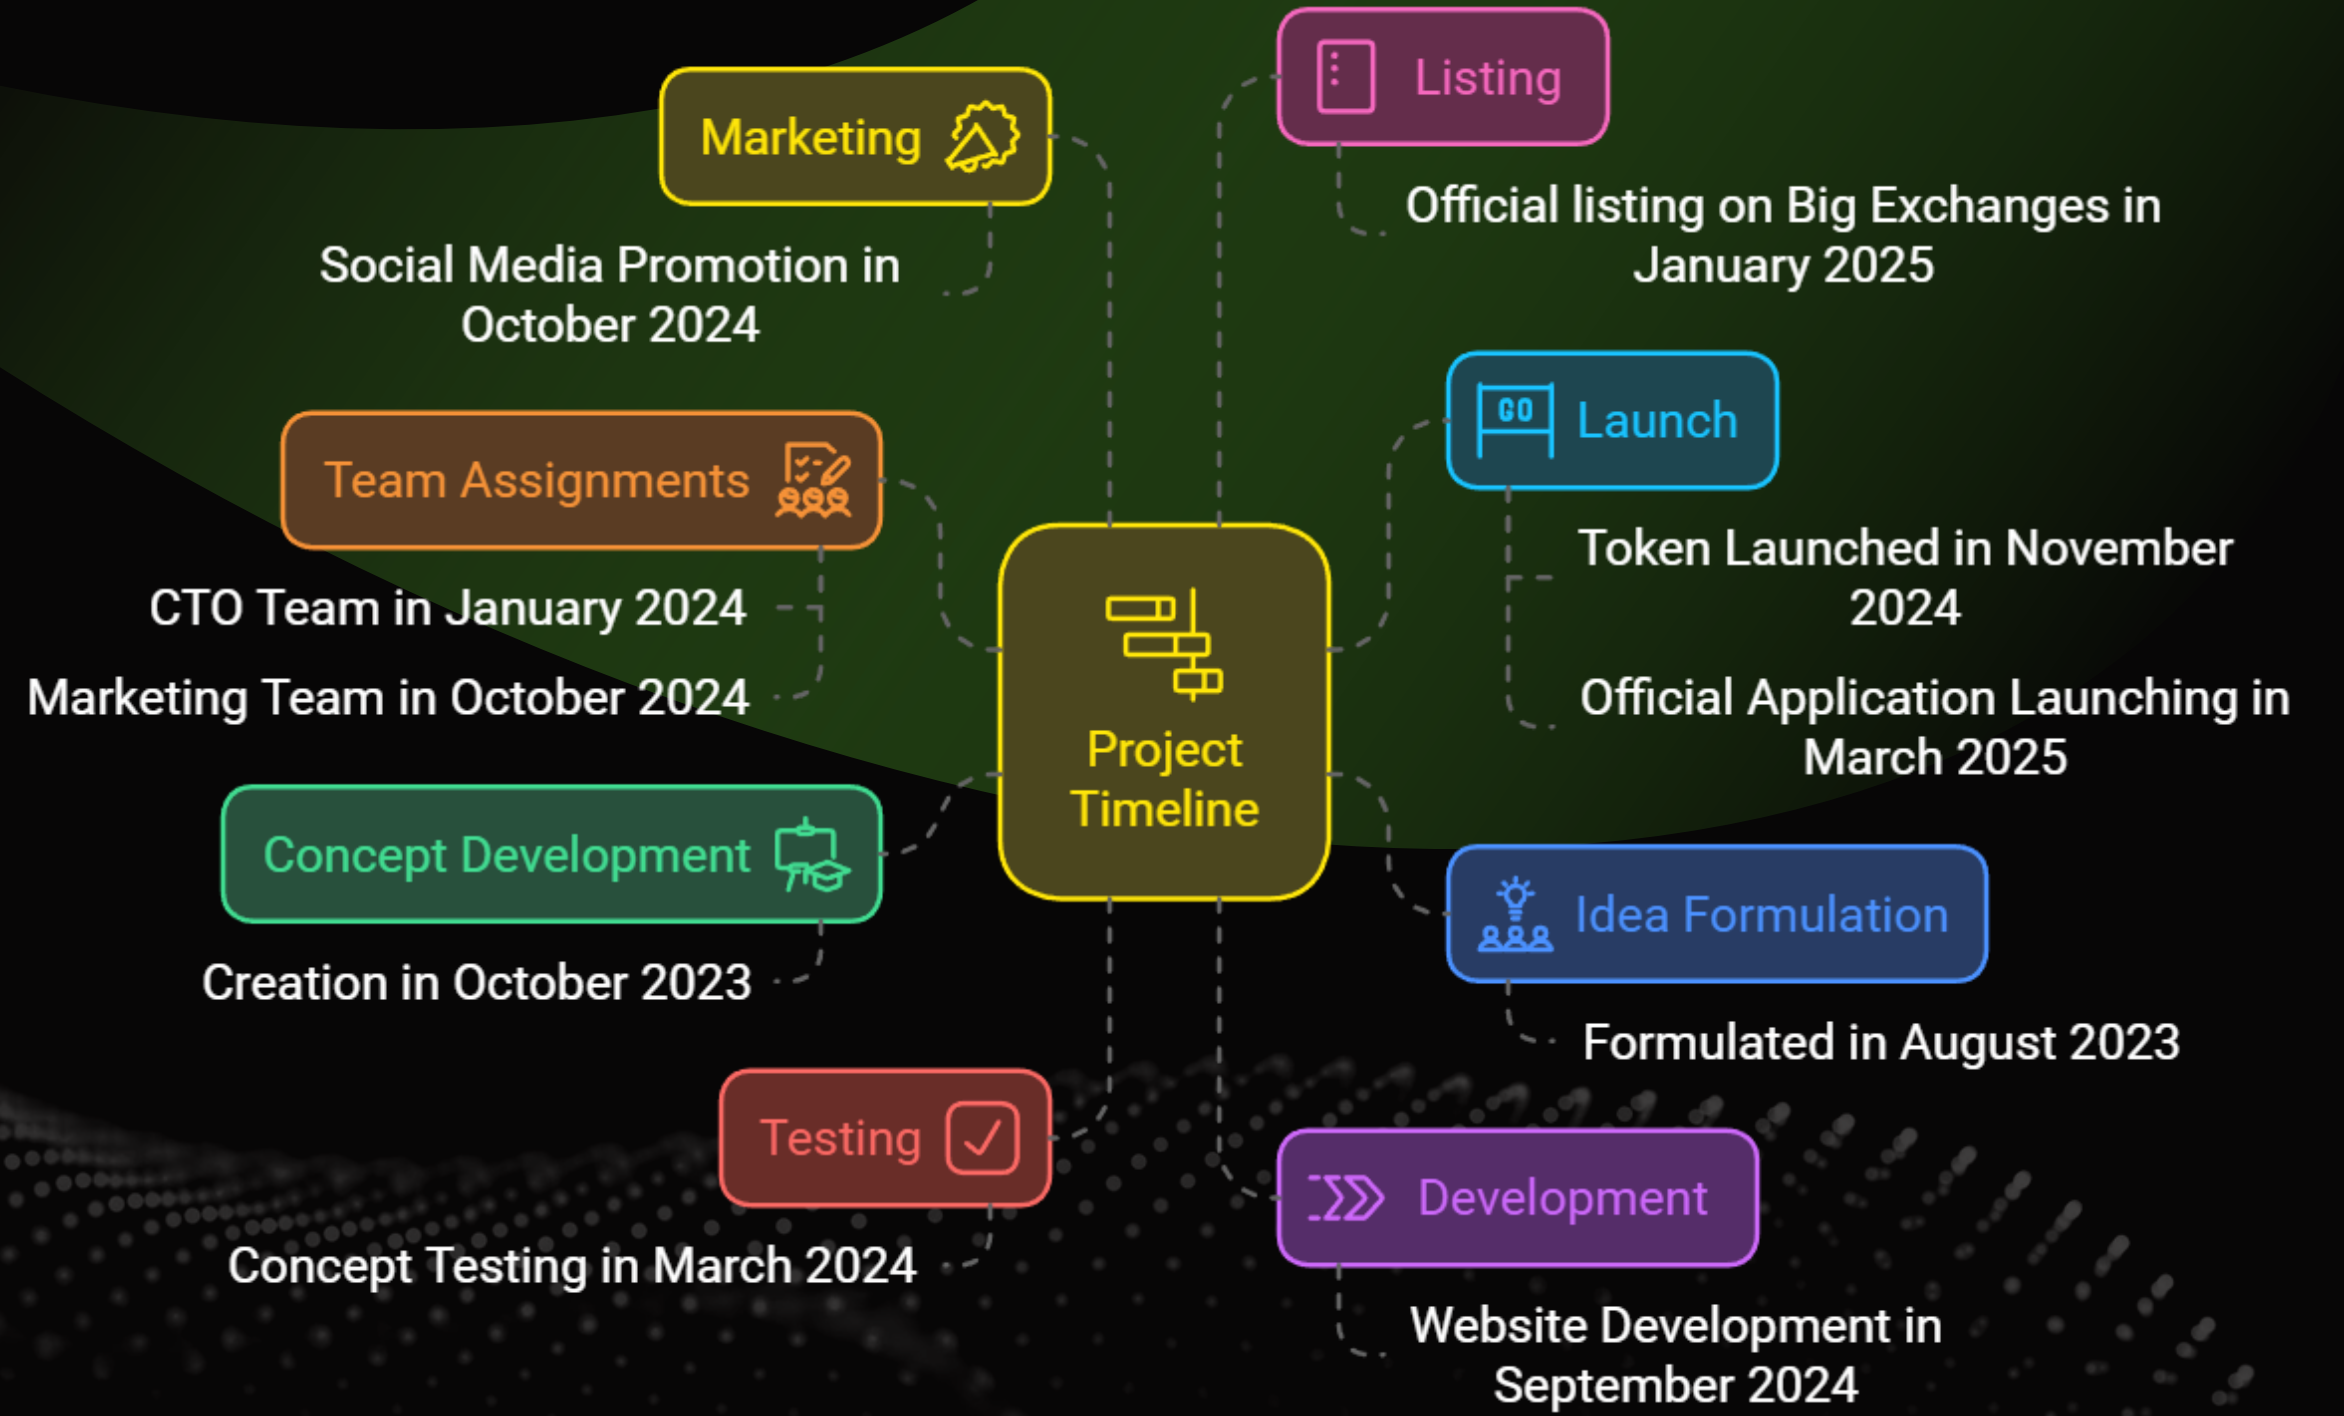 Marketing
Social Media Promotion in
October 2024
Team Assignments
CTO Team in January 2024
Marketing Team in October 2024
Concept Development
Creation in October 2023
Testing
Concept Testing in March 2024
Project
Timeline
Listing
Official listing on Big Exchanges in
January 2025
GO
Launch
Token Launched in November
2024
Official Application Launching in
March 2025
Idea Formulation
Formulated in August 2023
Development
Website Development in
September 2024